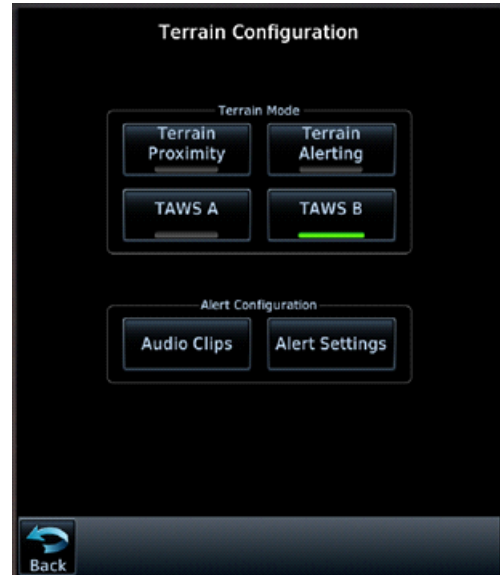 Terrain Configuration
Terrain Mode
Terrain
Proximity
Terrain
Alerting
TAWS A
TAWS B
Alert Configuration
Audio Clips
Alert Settings
Back